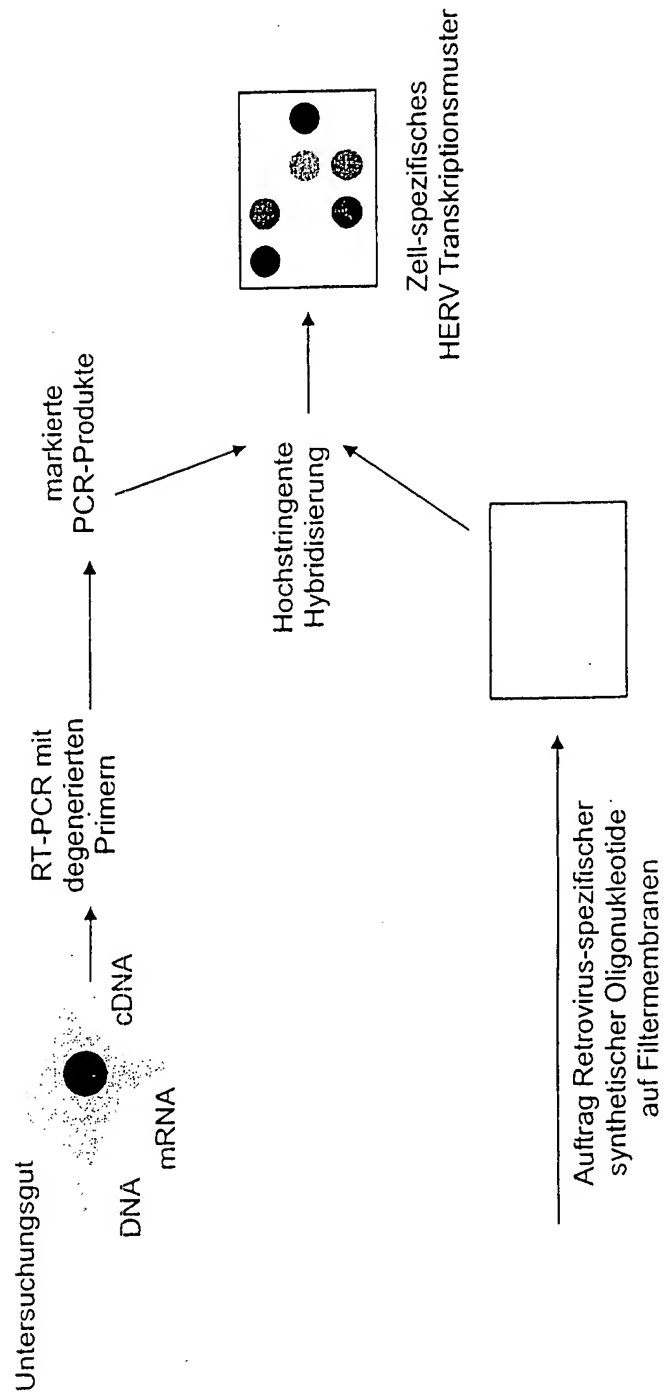 Untersuchungsgut
DNA
mRNA
cDNA
RT-PCR mit
degenerierten
Primern
markierte
PCR-Produkte
Hochstringente
Hybridisierung
Zell-spezifisches
HERV Transkriptionsmuster
Auftrag Retrovirus-spezifischer
synthetischer Oligonukleotide
auf Filtermembranen